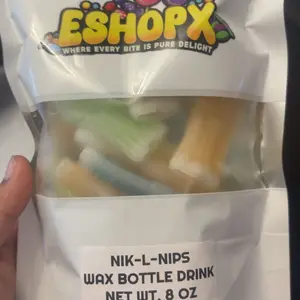 ESHOPX
WHERE EVERY BITE IS PURE DELIGHT
NIK-L-NIPS
WAX BOTTLE DRINK
NET WT. 8 OZ